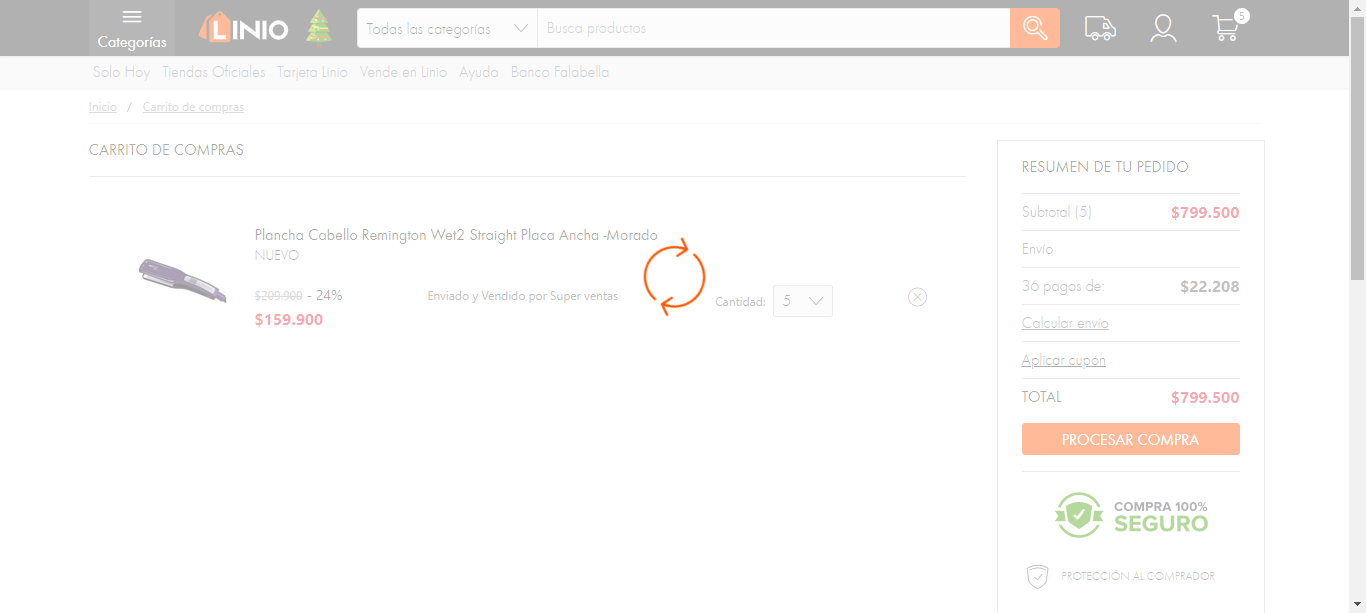 Categorías
LINIO
Todas las categorías
Busca productos
5
Solo Hoy Tiendas Oficiales Tarjeta Linio Vende en Linio Ayuda Banco Falabella
Inicio / Carrito de compras
CARRITO DE COMPRAS
Plancha Cabello Remington Wet2 Straight Placa Ancha -Morado
NUEVO
$209.900 - 24%
$159.900
Enviado y Vendido por Super ventas
Cantidad: 5
RESUMEN DE TU PEDIDO
Subtotal (5) $799.500
Envío
36 pagos de: $22.208
Calcular envío
Aplicar cupón
TOTAL $799.500
PROCESAR COMPRA
COMPRA 100%
SEGURO
PROTECCIÓN AL COMPRADOR